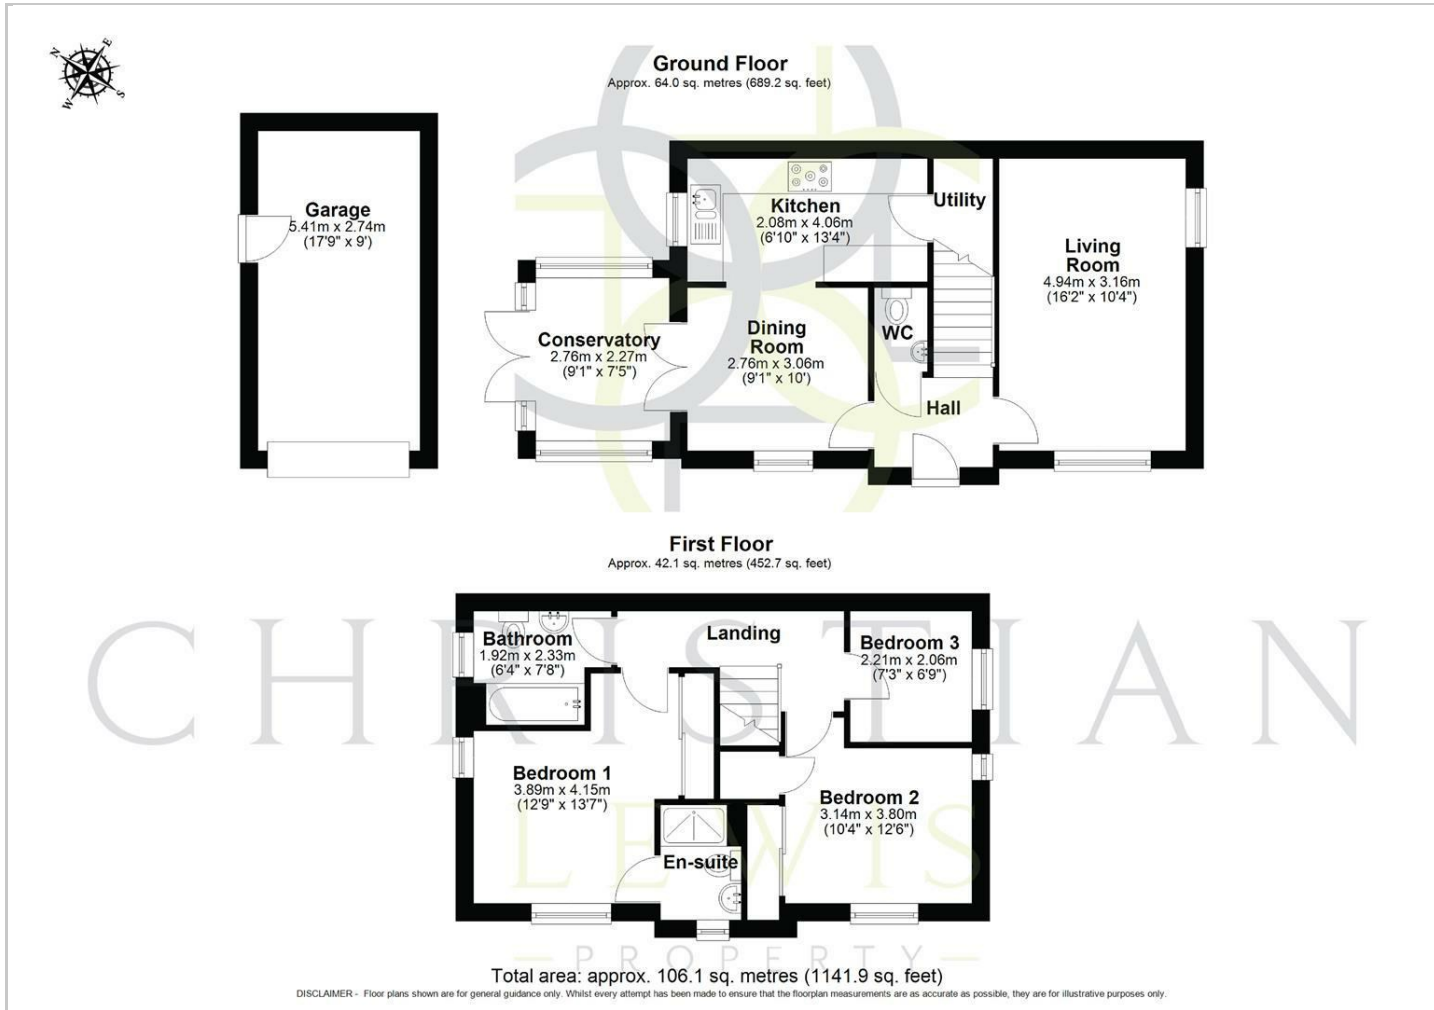 N
E
W
S
Ground Floor
Approx. 64.0 sq. metres (689.2 sq. feet)
Garage
5.41m x 2.74m
(17'9" x 9')
Kitchen
2.08m x 4.06m
(6'10" x 13'4")
Utility
Living
Room
4.94m x 3.16m
(16'2" x 10'4")
Conservatory
2.76m x 2.27m
(9'1" x 7'5")
Dining
Room
2.76m x 3.06m
(9'1" x 10')
WC
Hall
First Floor
Approx. 42.1 sq. metres (452.7 sq. feet)
CHRISTIAN
Bathroom
1.92m x 2.33m
(6'4" x 7'8")
Landing
Bedroom 3
2.21m x 2.06m
(7'3" x 6'9")
Bedroom 1
3.89m x 4.15m
(12'9" x 13'7")
Bedroom 2
3.14m x 3.80m
(10'4" x 12'6")
LEWIS
En-suite
PROPERTY
Total area: approx. 106.1 sq. metres (1141.9 sq. feet)
DISCLAIMER - Floor plans shown are for general guidance only. Whilst every attempt has been made to ensure that the floorplan measurements are as accurate as possible, they are for illustrative purposes only.